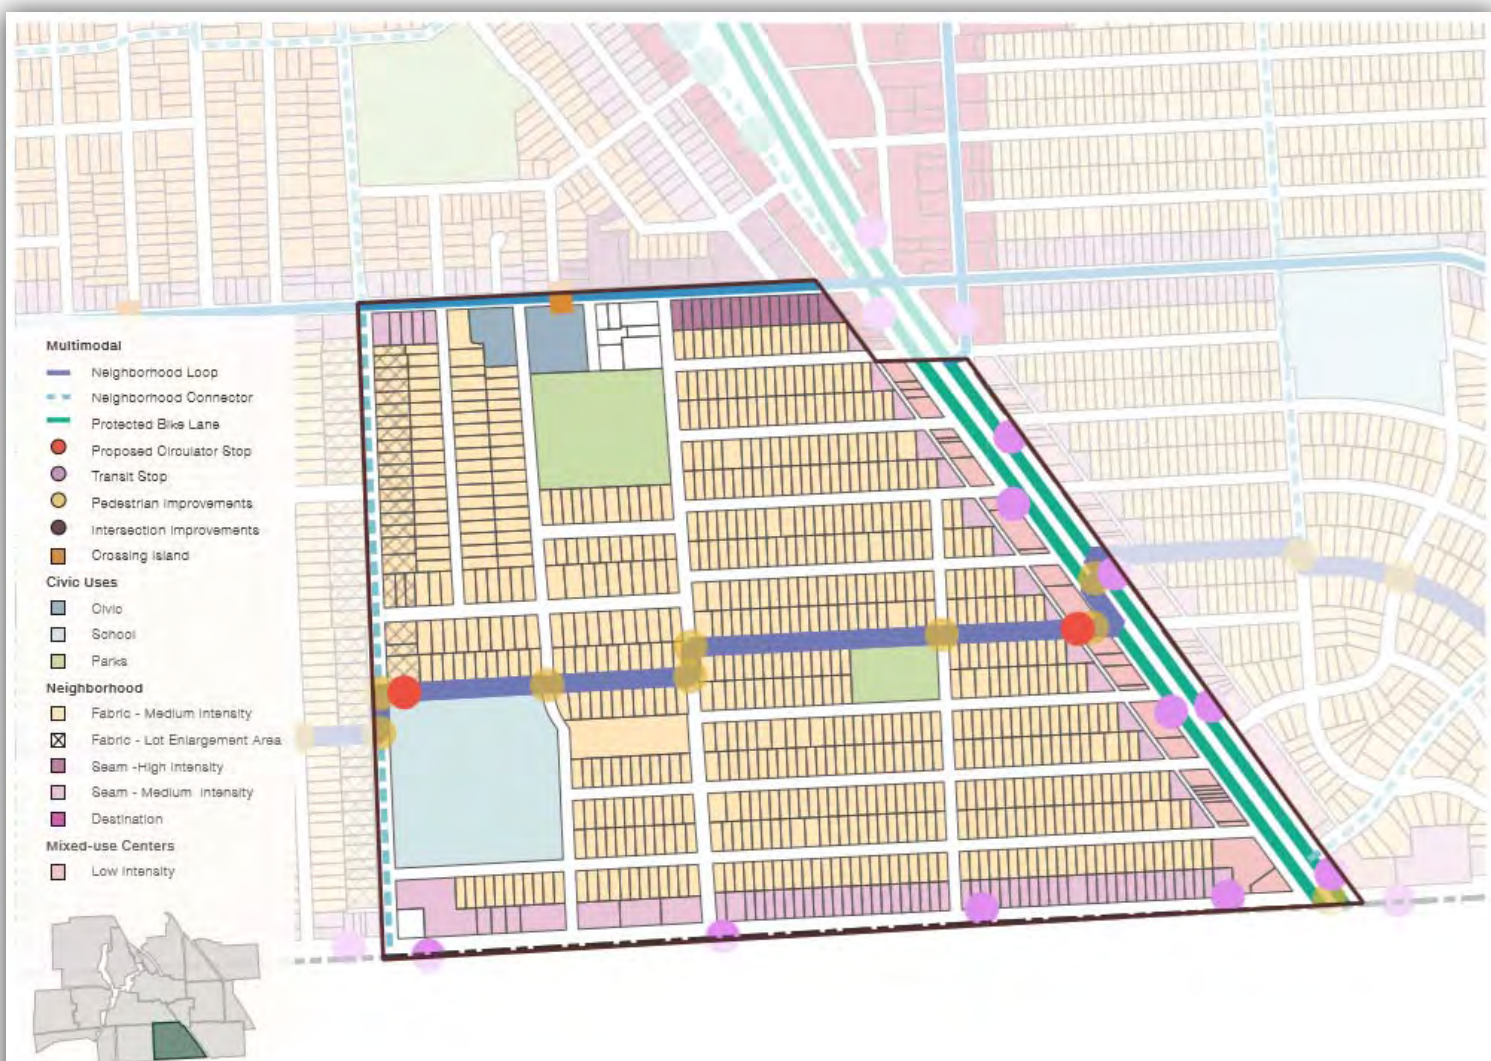 Multimodal
Neighborhood Loop
Neighborhood Connector
Protected Bike Lane
Proposed Circulator Stop
Transit Stop
Pedestrian Improvements
Intersection Improvements
Crossing Island
Civic Uses
Civic
School
Parks
Neighborhood
Fabric - Medium Intensity
Fabric - Lot Enlargement Area
Seam -High Intensity
Seam - Medium Intensity
Destination
Mixed-use Centers
Low Intensity